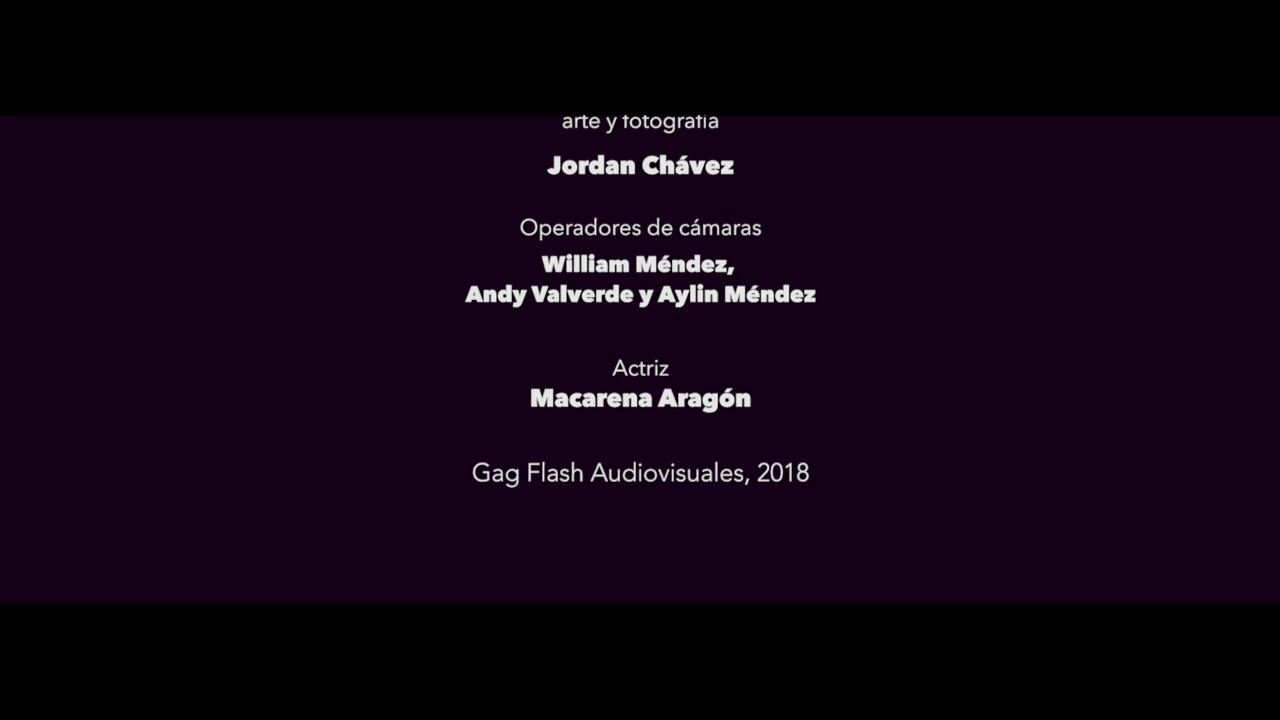 arte y fotografía
Jordan Chávez
Operadores de cámaras
William Méndez,
Andy Valverde y Aylin Méndez
Actriz
Macarena Aragón
Gag Flash Audiovisuales, 2018